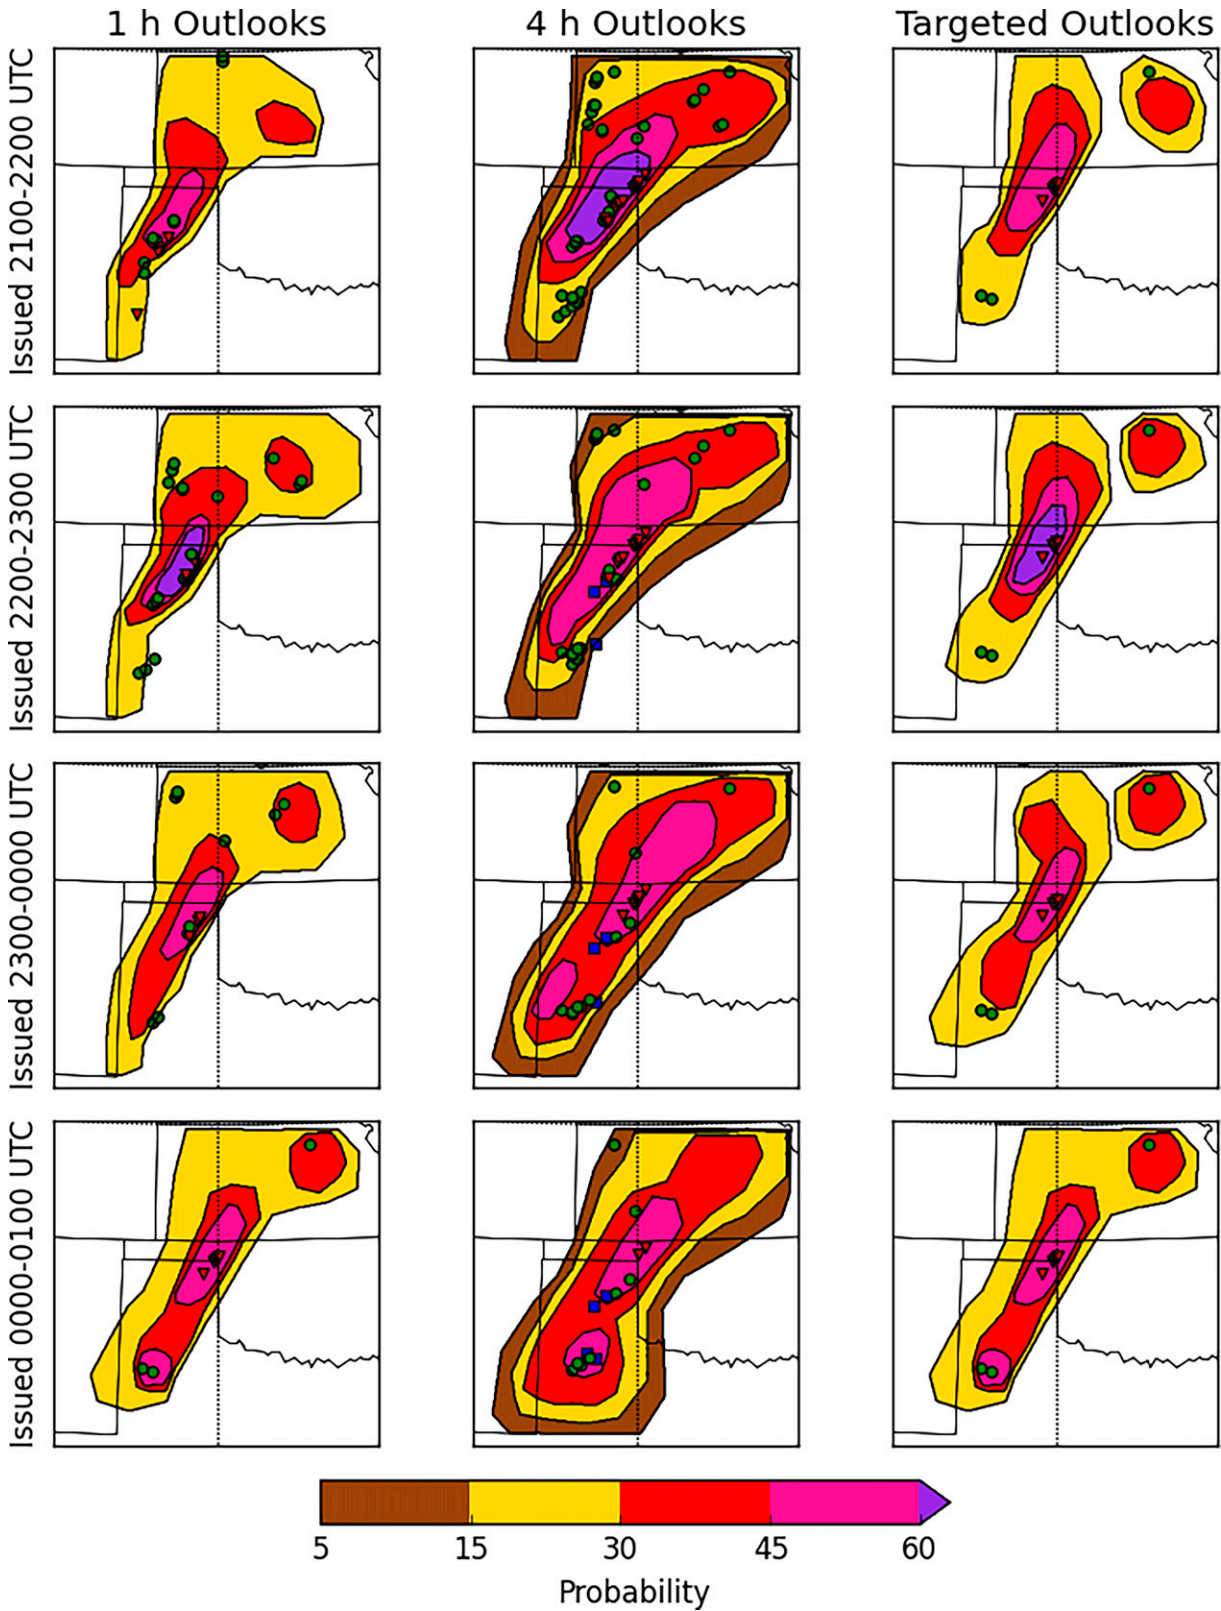 1 h Outlooks
4 h Outlooks
Targeted Outlooks
Issued 2100-2200 UTC
Issued 2200-2300 UTC
Issued 2300-0000 UTC
Issued 0000-0100 UTC
5 15 30 45 60
Probability